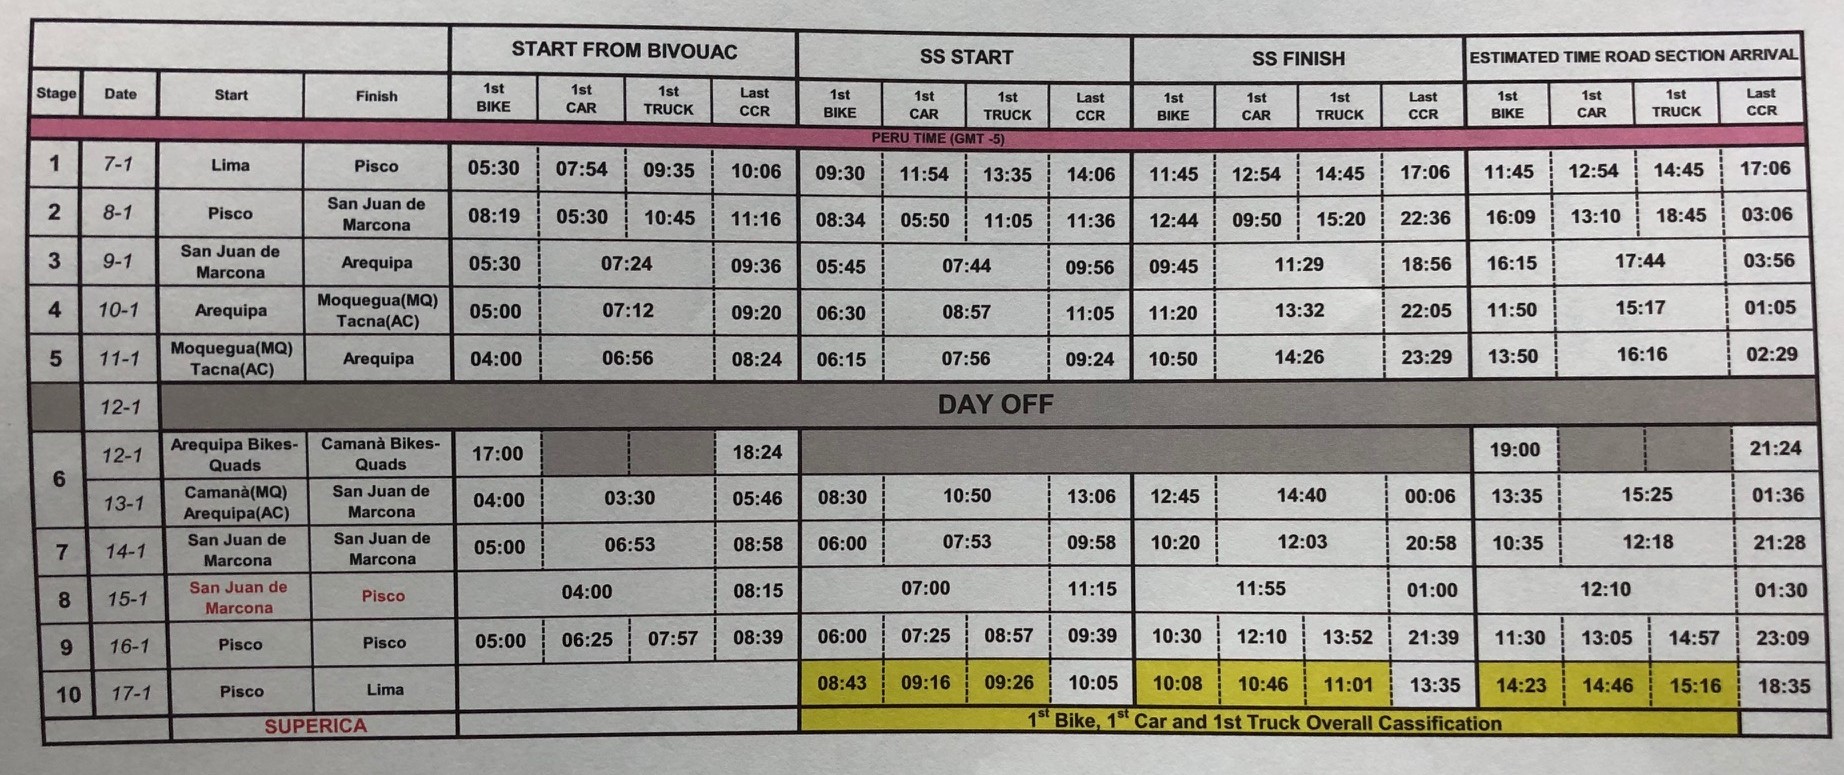 START FROM BIVOUAC SS START SS FINISH ESTIMATED TIME ROAD SECTION ARRIVAL
Stage Date Start Finish 1st BIKE 1st CAR 1st TRUCK Last CCR 1st BIKE 1st CAR 1st TRUCK Last CCR 1st BIKE 1st CAR 1st TRUCK Last CCR 1st BIKE 1st CAR 1st TRUCK Last CCR
PERU TIME (GMT -5)
1 7-1 Lima Pisco 05:30 07:54 09:35 10:06 09:30 11:54 13:35 14:06 11:45 12:54 14:45 17:06 11:45 12:54 14:45 17:06
2 8-1 Pisco San Juan de Marcona 08:19 05:30 10:45 11:16 08:34 05:50 11:05 11:36 12:44 09:50 15:20 22:36 16:09 13:10 18:45 03:06
3 9-1 San Juan de Marcona Arequipa 05:30 07:24 09:36 05:45 07:44 09:56 09:45 11:29 18:56 16:15 17:44 03:56
4 10-1 Arequipa Moquegua(MQ) Tacna(AC) 05:00 07:12 09:20 06:30 08:57 11:05 11:20 13:32 22:05 11:50 15:17 01:05
5 11-1 Moquegua(MQ) Tacna(AC) Arequipa 04:00 06:56 08:24 06:15 07:56 09:24 10:50 14:26 23:29 13:50 16:16 02:29
12-1 DAY OFF
6 12-1 Arequipa Bikes-Quads Camanà Bikes-Quads 17:00 18:24 19:00 21:24
13-1 Camanà(MQ) Arequipa(AC) San Juan de Marcona 04:00 03:30 05:46 08:30 10:50 13:06 12:45 14:40 00:06 13:35 15:25 01:36
7 14-1 San Juan de Marcona San Juan de Marcona 05:00 06:53 08:58 06:00 07:53 09:58 10:20 12:03 20:58 10:35 12:18 21:28
8 15-1 San Juan de Marcona Pisco 04:00 08:15 07:00 11:15 11:55 01:00 12:10 01:30
9 16-1 Pisco Pisco 05:00 06:25 07:57 08:39 06:00 07:25 08:57 09:39 10:30 12:10 13:52 21:39 11:30 13:05 14:57 23:09
10 17-1 Pisco Lima 08:43 09:16 09:26 10:05 10:08 10:46 11:01 13:35 14:23 14:46 15:16 18:35
SUPERICA 1st Bike, 1st Car and 1st Truck Overall Cassification